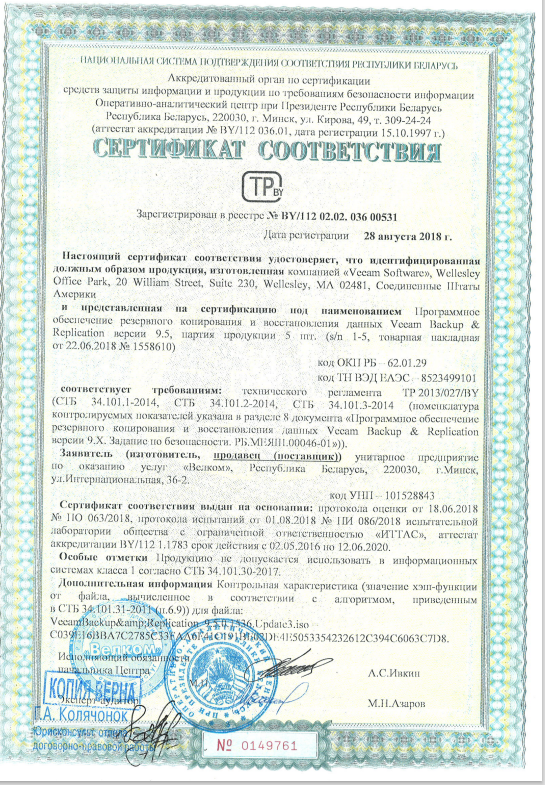 НАЦИОНАЛЬНАЯ СИСТЕМА ПОДТВЕРЖДЕНИЯ СООТВЕТСТВИЯ РЕСПУБЛИКИ БЕЛАРУСЬ
Аккредитованный орган по сертификации
средств защиты информации и продукции по требованиям безопасности информации
Оперативно-аналитический центр при Президенте Республики Беларусь
Республика Беларусь, 220030, г. Минск, ул. Кирова, 49, т. 309-24-24
(аттестат аккредитации № BY/112 036.01, дата регистрации 15.10.1997 г.)
СЕРТИФИКАТ СООТВЕТСТВИЯ
ТР BY
Зарегистрирован в реестре № BY/112 02.02. 036 00531
Дата регистрации 28 августа 2018 г.
Настоящий сертификат соответствия удостоверяет, что идентифицированная
должным образом продукция, изготовленная компанией «Veeam Software», Wellesley
Office Park, 20 William Street, Suite 230, Wellesley, MA 02481, Соединенные Штаты
Америки
и представленная на сертификацию под наименованием Программное
обеспечение резервного копирования и восстановления данных Veeam Backup &
Replication версии 9.5, партия продукции 5 шт. (s/n 1-5, товарная накладная
от 22.06.2018 № 1558610)
код ОКП РБ – 62.01.29
код ТН ВЭД ЕАЭС – 8523499101
соответствует требованиям: технического регламента ТР 2013/027/BY
(СТБ 34.101.1-2014, СТБ 34.101.2-2014, СТБ 34.101.3-2014 (номенклатура
контролируемых показателей указана в разделе 8 документа «Программное обеспечение
резервного копирования и восстановления данных Veeam Backup & Replication
версии 9.X. Задание по безопасности. РБ.МЕЯШ.00046-01»)).
Заявитель (изготовитель, продавец (поставщик)) унитарное предприятие
по оказанию услуг «Велком», Республика Беларусь, 220030, г.Минск,
ул.Интернациональная, 36-2.
код УНП – 101528843
Сертификат соответствия выдан на основании: протокола оценки от 18.06.2018
№ ПО 063/2018, протокола испытаний от 01.08.2018 № ПИ 086/2018 испытательной
лаборатории общества с ограниченной ответственностью «ИТТАС», аттестат
аккредитации BY/112 1.1783 срок действия с 02.05.2016 по 12.06.2020.
Особые отметки Продукцию не допускается использовать в информационных
системах класса 1 согласно СТБ 34.101.30-2017.
Дополнительная информация Контрольная характеристика (значение хэш-функции
от файла, вычисленное в соответствии с алгоритмом, приведенным
в СТБ 34.101.31-2011 (п.6.9)) для файла:
VeeamBackup&amp;Replication_9.5.0.1536.Update3.iso
Исполняющий обязанности
начальника Центра
А.С.Ивкин
М.П.
Велком
КОПИЯ ВЕРНА
Эксперт-аудитор
М.Н.Азаров
Г.А. Колячонок
Юрисконсульт отдела
договорно-правовой работы
№ 0149761